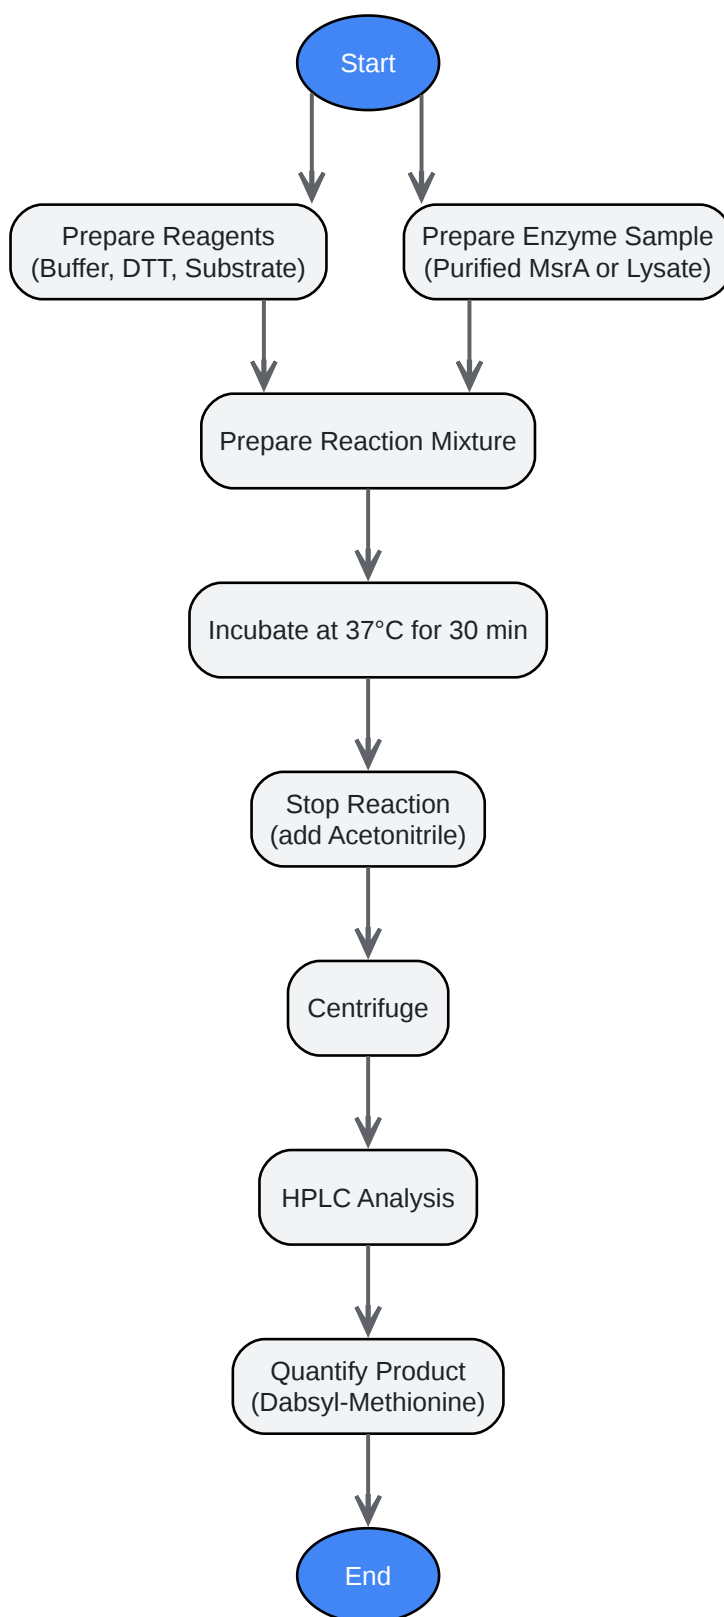 Start
Prepare Reagents
(Buffer, DTT, Substrate)
Prepare Enzyme Sample
(Purified MsrA or Lysate)
Prepare Reaction Mixture
Incubate at 37°C for 30 min
Stop Reaction
(add Acetonitrile)
Centrifuge
HPLC Analysis
Quantify Product
(Dabsyl-Methionine)
End